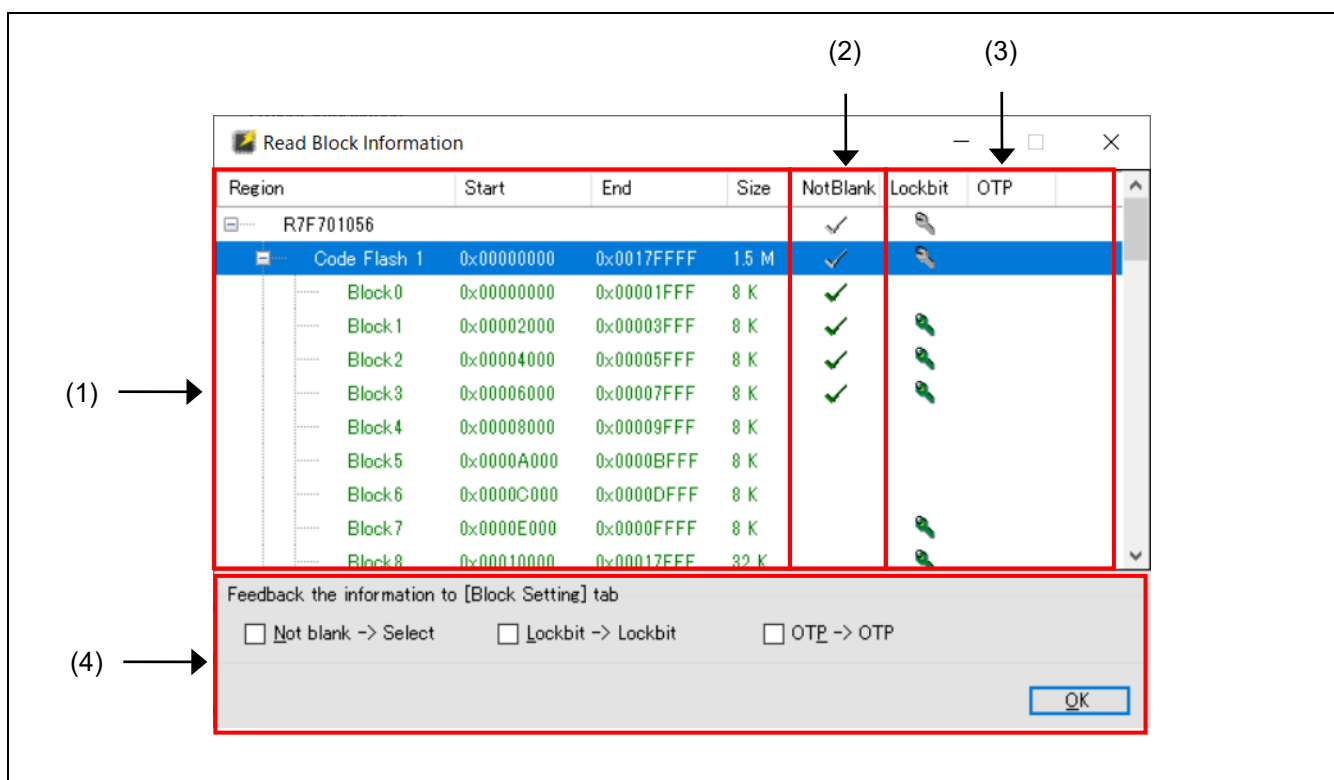 (2) (3)
Read Block Information
Region Start End Size NotBlank Lockbit OTP
R7F701056
Code Flash 1 0x00000000 0x0017FFFF 1.5 M
Block0 0x00000000 0x00001FFF 8 K
Block1 0x00002000 0x00003FFF 8 K
Block2 0x00004000 0x00005FFF 8 K
(1) Block3 0x00006000 0x00007FFF 8 K
Block4 0x00008000 0x00009FFF 8 K
Block5 0x0000A000 0x0000BFFF 8 K
Block6 0x0000C000 0x0000DFFF 8 K
Block7 0x0000E000 0x0000FFFF 8 K
Block8 0x00010000 0x00017FFF 32 K
Feedback the information to [Block Setting] tab
Not blank -> Select Lockbit -> Lockbit OTP -> OTP
(4)
OK